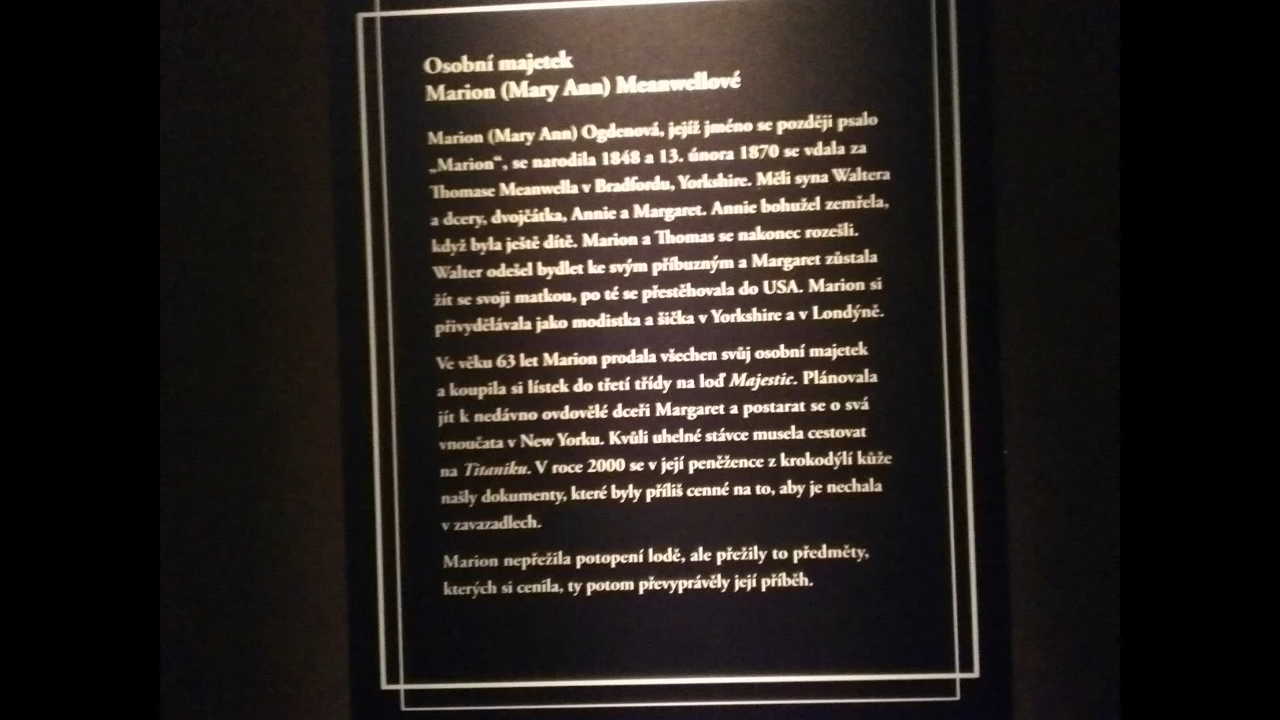 Osobní majetek
Marion (Mary Ann) Meanwellové
Marion (Mary Ann) Ogdenová, jejíž jméno se později psalo
„Marion“, se narodila 1848 a 13. února 1870 se vdala za
Thomase Meanwella v Bradfordu, Yorkshire. Měli syna Waltera
a dcery, dvojčátka, Annie a Margaret. Annie bohužel zemřela,
když byla ještě dítě. Marion a Thomas se nakonec rozešli.
Walter odešel bydlet ke svým příbuzným a Margaret zůstala
žít se svoji matkou, po té se přestěhovala do USA. Marion si
přivydělávala jako modistka a šička v Yorkshire a v Londýně.
Ve věku 63 let Marion prodala všechen svůj osobní majetek
a koupila si lístek do třetí třídy na loď Majestic. Plánovala
jít k nedávno ovdovělé dceři Margaret a postarat se o svá
vnoučata v New Yorku. Kvůli uhelné stávce musela cestovat
na Titaniku. V roce 2000 se v její peněžence z krokodýlí kůže
našly dokumenty, které byly příliš cenné na to, aby je nechala
v zavazadlech.
Marion nepřežila potopení lodě, ale přežily to předměty,
kterých si cenila, ty potom převyprávěly její příběh.